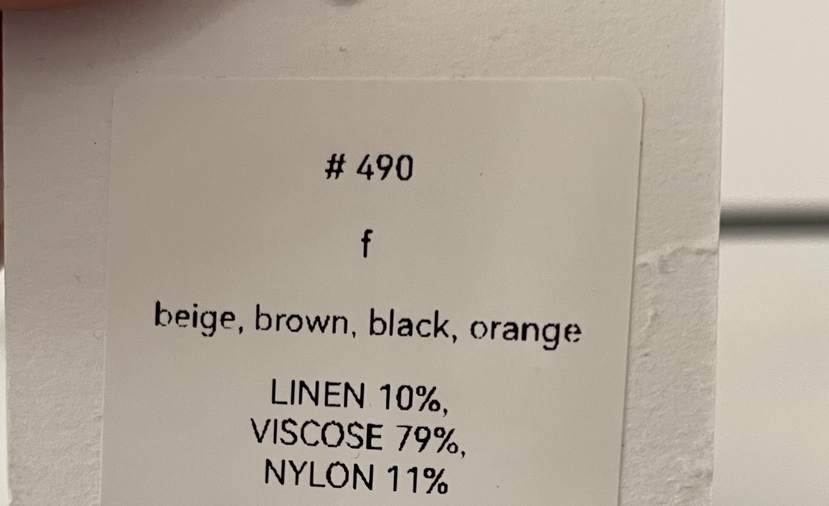 # 490
f
beige, brown, black, orange
LINEN 10%,
VISCOSE 79%,
NYLON 11%